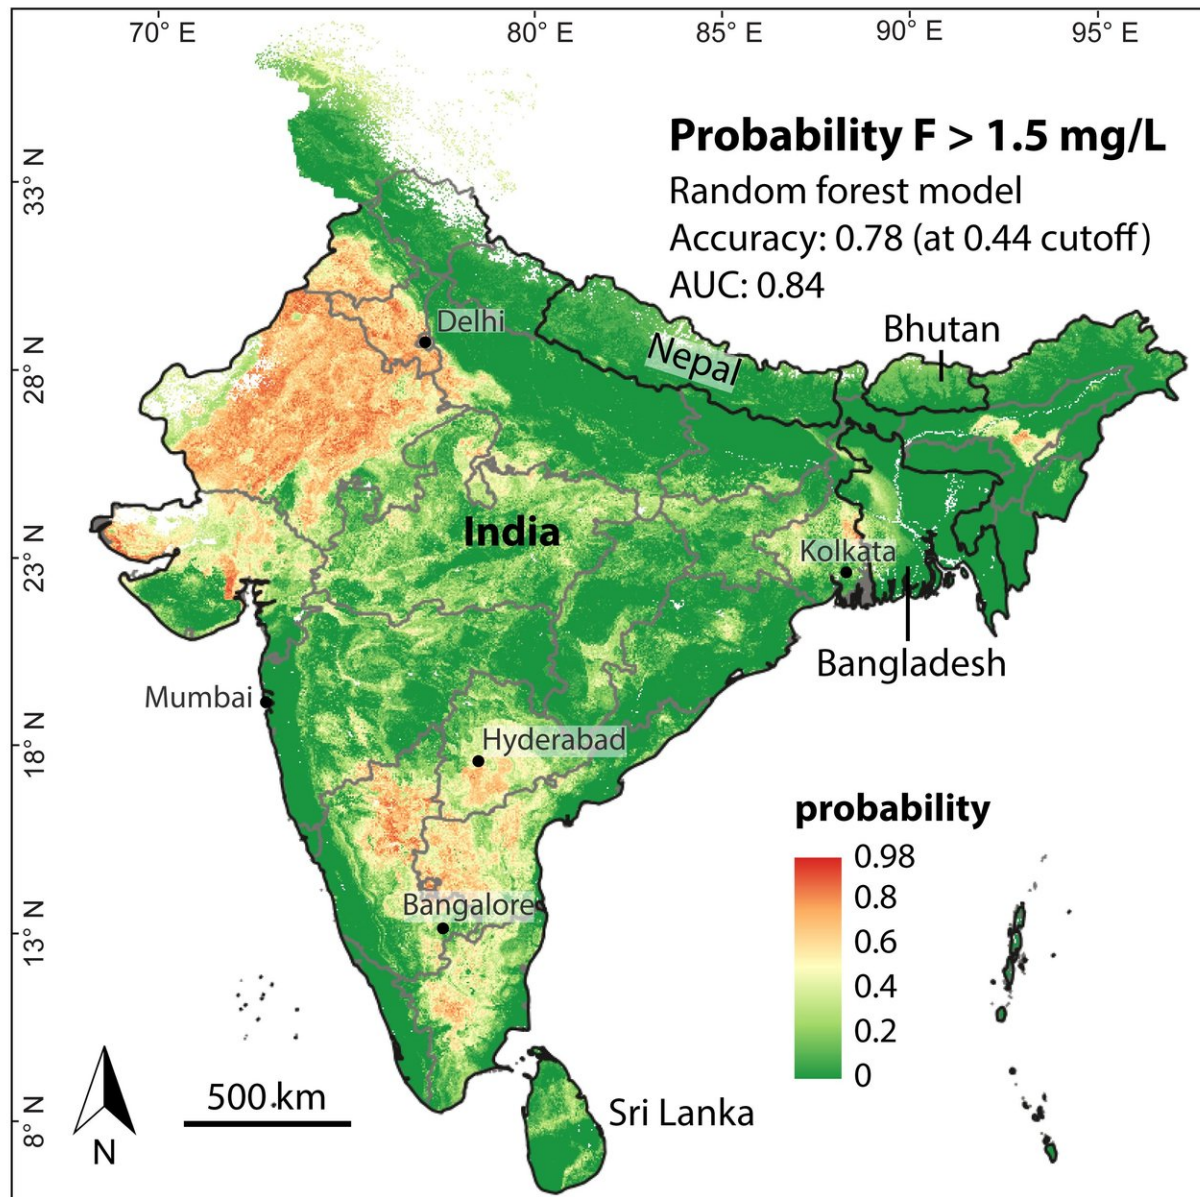 70° E
80° E
85° E
90° E
95° E
33° N
28° N
23° N
18° N
13° N
8° N
Probability F > 1.5 mg/L
Random forest model
Accuracy: 0.78 (at 0.44 cutoff)
AUC: 0.84
Delhi
Nepal
Bhutan
India
Kolkata
Bangladesh
Mumbai
Hyderabad
Bangalore
Sri Lanka
probability
0.98
0.8
0.6
0.4
0.2
0
500 km
N